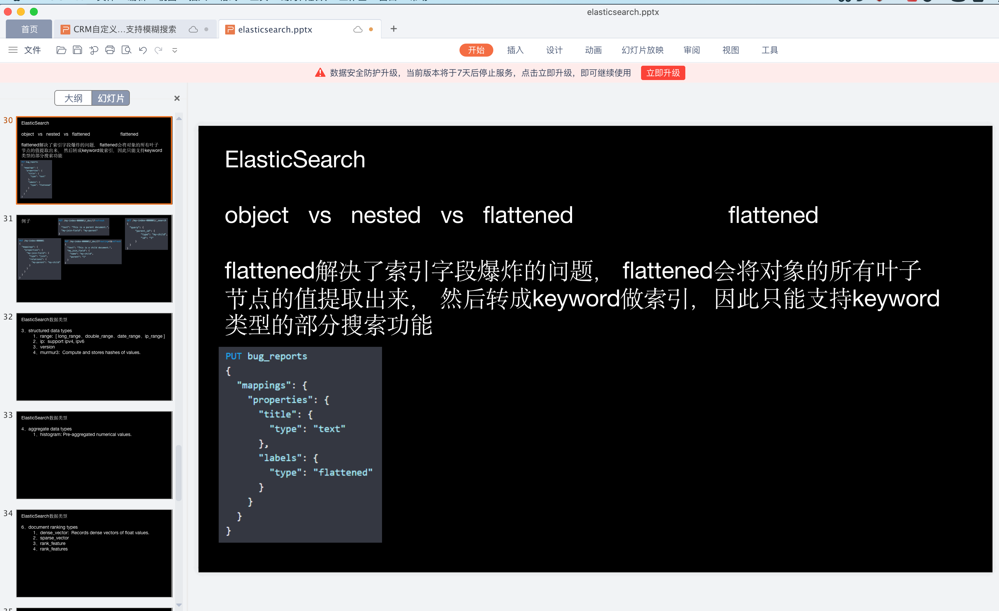 elasticsearch.pptx
首页
CRM自定义...支持模糊搜索
elasticsearch.pptx
文件
开始
插入
设计
动画
幻灯片放映
审阅
视图
工具
数据安全防护升级，当前版本将于7天后停止服务，点击立即升级，即可继续使用
立即升级
大纲
幻灯片
30
ElasticSearch
object vs nested vs flattened flattened
flattened解决了索引字段爆炸的问题， flattened会将对象的所有叶子
节点的值提取出来， 然后转成keyword做索引，因此只能支持keyword
类型的部分搜索功能
PUT bug_reports
{
"mappings": {
"properties": {
"title": {
"type": "text"
},
"labels": {
"type": "flattened"
}
}
}
}
31
例子
PUT /my-index-000001/_doc/1?refresh
{
"text": "This is a parent document.",
"my-join-field": "my-parent"
}
GET /my-index-000001/_search
{
"query": {
"parent_id": {
"type": "my-child",
"id": "1"
}
}
}
PUT /my-index-000001
{
"mappings": {
"properties": {
"my-join-field": {
"type": "join",
"relations": {
"my-parent": "my-child"
}
}
}
}
}
PUT /my-index-000001/_doc/2?routing=1&refresh
{
"text": "This is a child document.",
"my_join_field": {
"name": "my-child",
"parent": "1"
}
}
32
ElasticSearch数据类型
3、structured data types
1、range: [ long_range、double_range、date_range、ip_range ]
2、ip: support ipv4, ipv6
3、version
4、murmur3: Compute and stores hashes of values.
33
ElasticSearch数据类型
4、aggregate data types
1、histogram: Pre-aggregated numerical values.
34
ElasticSearch数据类型
6、document ranking types
1、dense_vector: Records dense vectors of float values.
2、sparse_vector
3、rank_feature
4、rank_features
ElasticSearch
object vs nested vs flattened flattened
flattened解决了索引字段爆炸的问题， flattened会将对象的所有叶子
节点的值提取出来， 然后转成keyword做索引，因此只能支持keyword
类型的部分搜索功能
PUT bug_reports
{
"mappings": {
"properties": {
"title": {
"type": "text"
},
"labels": {
"type": "flattened"
}
}
}
}